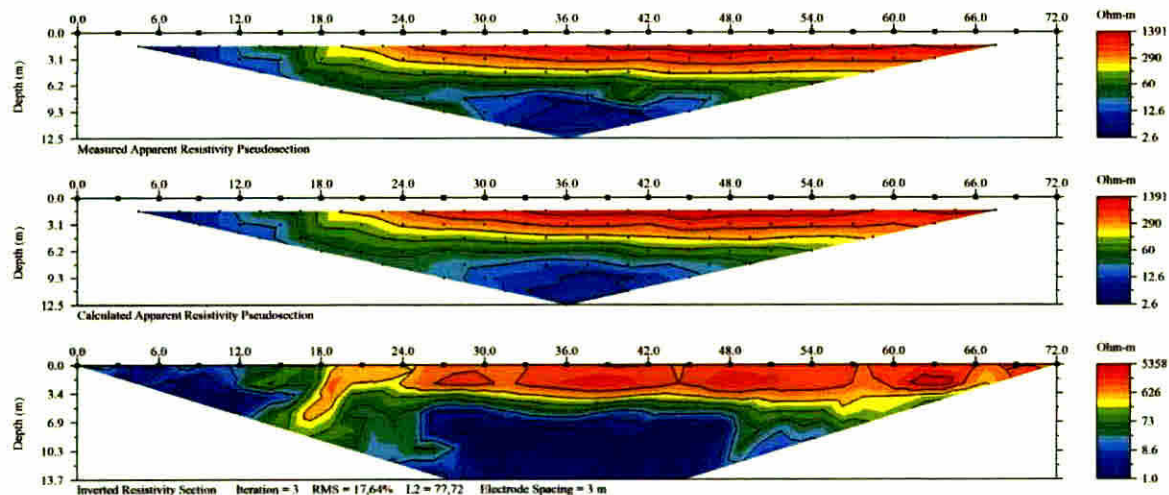 0.0 6.0 12.0 18.0 24.0 30.0 36.0 42.0 48.0 54.0 60.0 66.0 72.0
Ohm-m
Depth (m)
0.0
3.1
6.2
9.3
12.5
1391
290
60
12.6
2.6
Measured Apparent Resistivity Pseudosection
0.0 6.0 12.0 18.0 24.0 30.0 36.0 42.0 48.0 54.0 60.0 66.0 72.0
Ohm-m
Depth (m)
0.0
3.1
6.2
9.3
12.5
1391
290
60
12.6
2.6
Calculated Apparent Resistivity Pseudosection
0.0 6.0 12.0 18.0 24.0 30.0 36.0 42.0 48.0 54.0 60.0 66.0 72.0
Ohm-m
Depth (m)
0.0
3.4
6.9
10.3
13.7
5358
626
73
8.6
1.0
Inverted Resistivity Section Iteration = 3 RMS = 17,64% L2 = 77,72 Electrode Spacing = 3 m